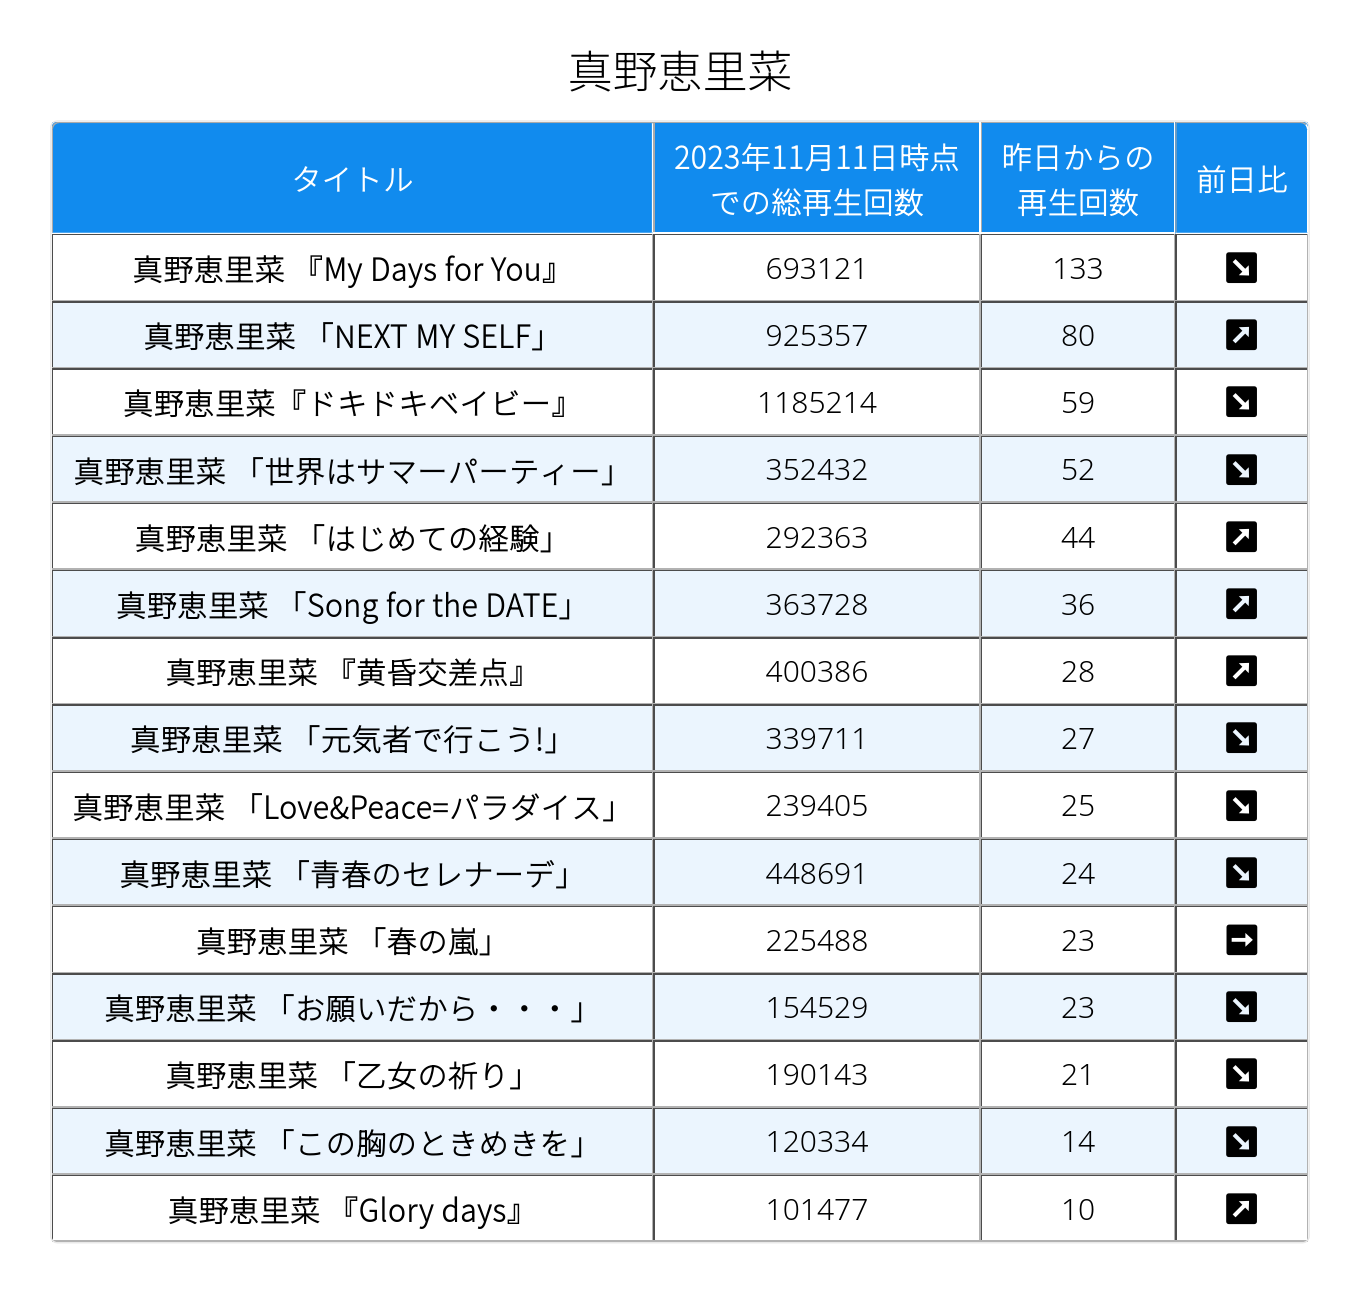 真野恵里菜
タイトル 2023年11月11日時点での総再生回数 昨日からの再生回数 前日比
真野恵里菜 『My Days for You』 693121 133 ↘
真野恵里菜 「NEXT MY SELF」 925357 80 ↗
真野恵里菜『ドキドキベイビー』 1185214 59 ↘
真野恵里菜 「世界はサマーパーティー」 352432 52 ↘
真野恵里菜 「はじめての経験」 292363 44 ↗
真野恵里菜 「Song for the DATE」 363728 36 ↗
真野恵里菜 『黄昏交差点』 400386 28 ↗
真野恵里菜 「元気者で行こう!」 339711 27 ↘
真野恵里菜 「Love&Peace=パラダイス」 239405 25 ↘
真野恵里菜 「青春のセレナーデ」 448691 24 ↘
真野恵里菜 「春の嵐」 225488 23 →
真野恵里菜 「お願いだから・・・」 154529 23 ↘
真野恵里菜 「乙女の祈り」 190143 21 ↘
真野恵里菜 「この胸のときめきを」 120334 14 ↘
真野恵里菜 『Glory days』 101477 10 ↗